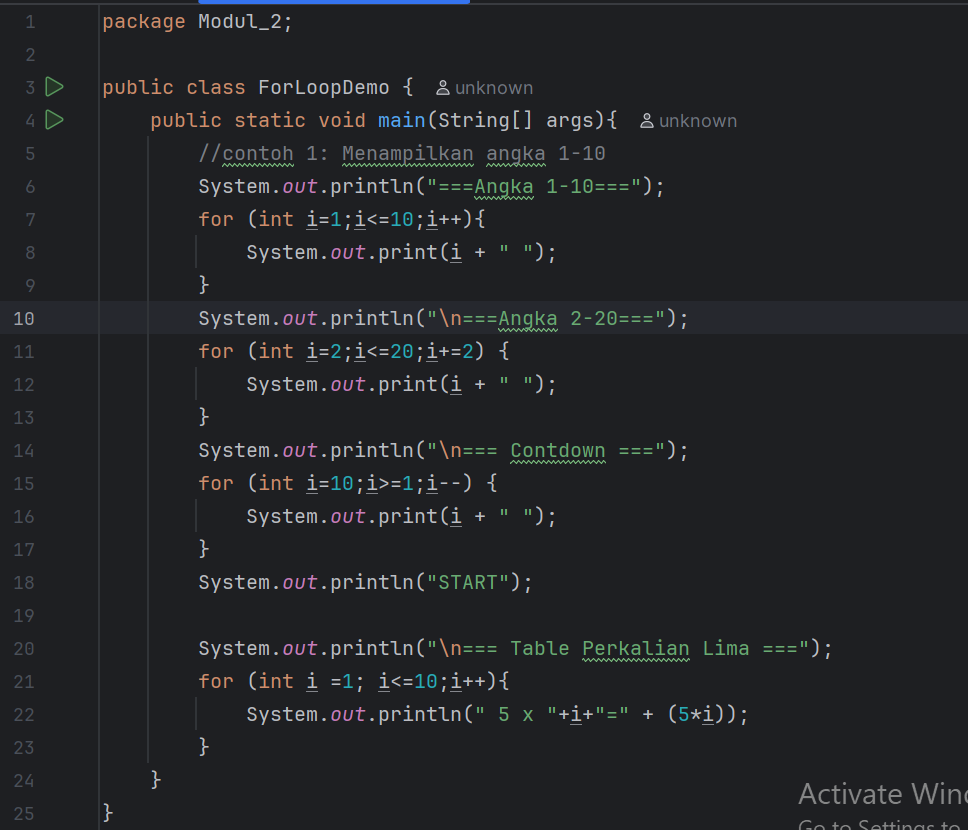 1 package Modul_2;
2
3 public class ForLoopDemo { unknown
4 public static void main(String[] args){ unknown
5 //contoh 1: Menampilkan angka 1-10
6 System.out.println("===Angka 1-10===");
7 for (int i=1;i<=10;i++){
8 System.out.print(i + " ");
9 }
10 System.out.println("\n===Angka 2-20===");
11 for (int i=2;i<=20;i+=2) {
12 System.out.print(i + " ");
13 }
14 System.out.println("\n=== Contdown ===");
15 for (int i=10;i>=1;i--) {
16 System.out.print(i + " ");
17 }
18 System.out.println("START");
19
20 System.out.println("\n=== Table Perkalian Lima ===");
21 for (int i =1; i<=10;i++){
22 System.out.println(" 5 x "+i+"=" + (5*i));
23 }
24 }
25 }
Activate Win
Go to Settings to